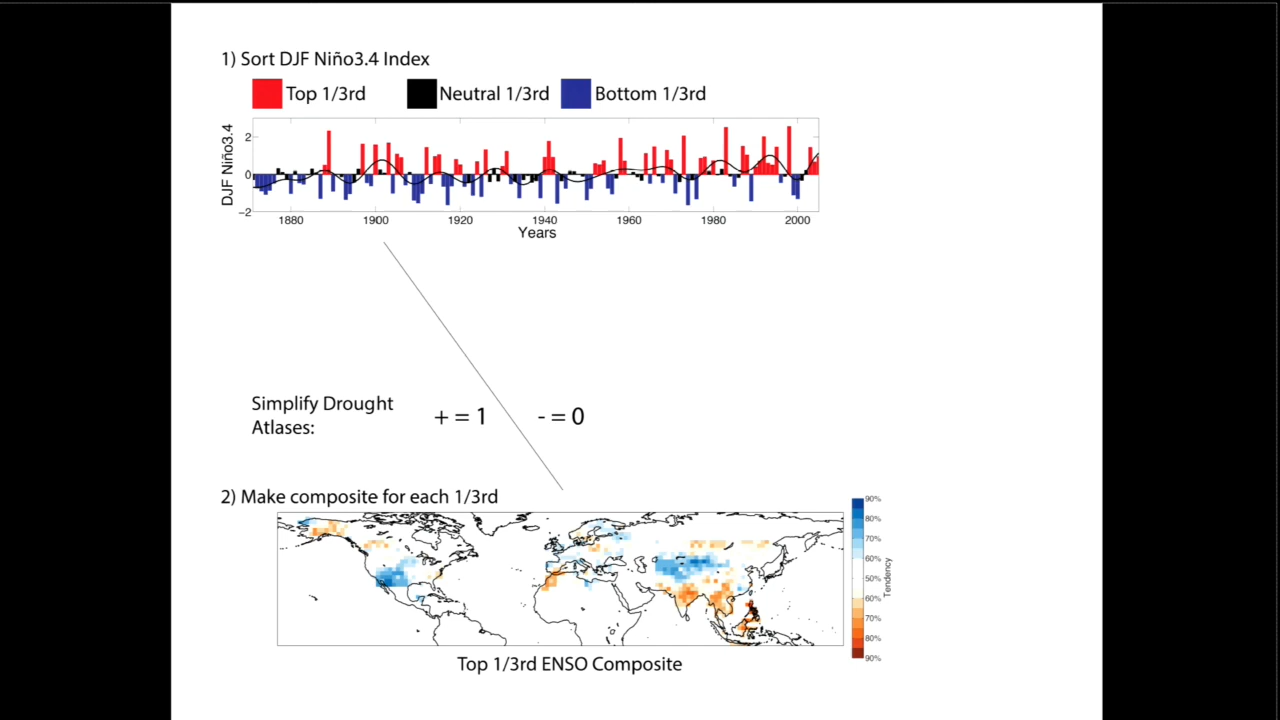 1) Sort DJF Niño3.4 Index
Top 1/3rd
Neutral 1/3rd
Bottom 1/3rd
DJF Niño3.4
2
0
−2
1880
1900
1920
1940
1960
1980
2000
Years
Simplify Drought
Atlases:
+ = 1
- = 0
2) Make composite for each 1/3rd
90%
80%
70%
60%
50%
60%
70%
80%
90%
Tendency
Top 1/3rd ENSO Composite